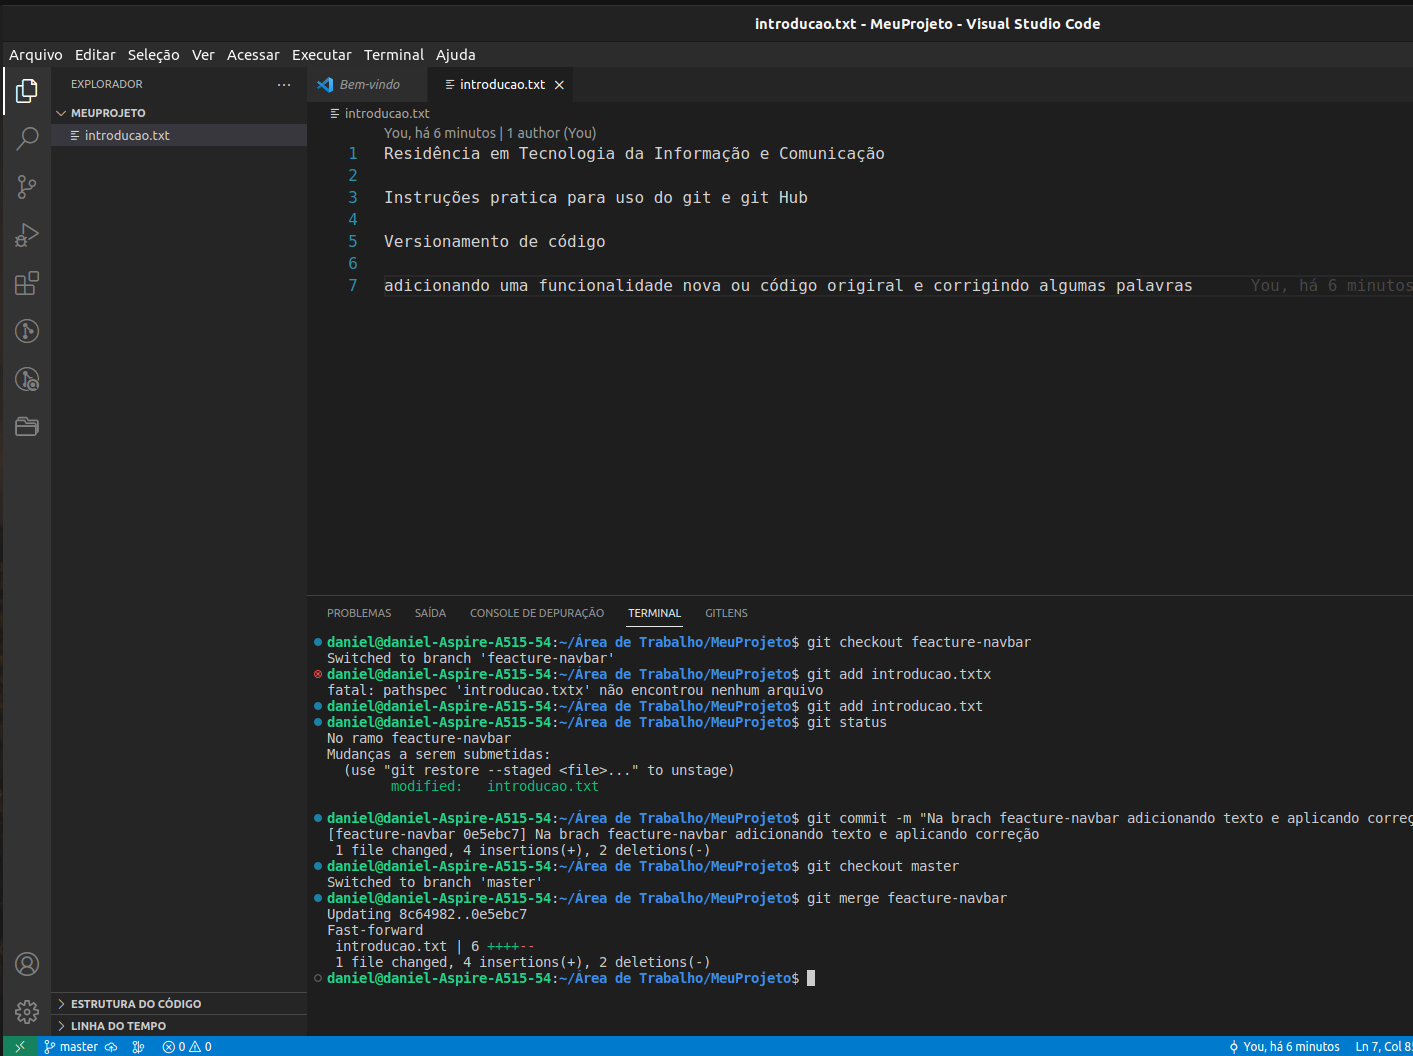 introducao.txt - MeuProjeto - Visual Studio Code
Arquivo Editar Seleção Ver Acessar Executar Terminal Ajuda
EXPLORADOR ...
Bem-vindo introducao.txt
MEUPROJETO
introducao.txt
introducao.txt
You, há 6 minutos | 1 author (You)
1 Residência em Tecnologia da Informação e Comunicação
2
3 Instruções pratica para uso do git e git Hub
4
5 Versionamento de código
6
7 adicionando uma funcionalidade nova ou código origiral e corrigindo algumas palavras You, há 6 minutos
PROBLEMAS SAÍDA CONSOLE DE DEPURAÇÃO TERMINAL GITLENS
daniel@daniel-Aspire-A515-54:~/Área de Trabalho/MeuProjeto$ git checkout feacture-navbar
Switched to branch 'feacture-navbar'
daniel@daniel-Aspire-A515-54:~/Área de Trabalho/MeuProjeto$ git add introducao.txtx
fatal: pathspec 'introducao.txtx' não encontrou nenhum arquivo
daniel@daniel-Aspire-A515-54:~/Área de Trabalho/MeuProjeto$ git add introducao.txt
daniel@daniel-Aspire-A515-54:~/Área de Trabalho/MeuProjeto$ git status
No ramo feacture-navbar
Mudanças a serem submetidas:
(use "git restore --staged <file>..." to unstage)
modified: introducao.txt
daniel@daniel-Aspire-A515-54:~/Área de Trabalho/MeuProjeto$ git commit -m "Na brach feacture-navbar adicionando texto e aplicando correç
[feacture-navbar 0e5ebc7] Na brach feacture-navbar adicionando texto e aplicando correção
1 file changed, 4 insertions(+), 2 deletions(-)
daniel@daniel-Aspire-A515-54:~/Área de Trabalho/MeuProjeto$ git checkout master
Switched to branch 'master'
daniel@daniel-Aspire-A515-54:~/Área de Trabalho/MeuProjeto$ git merge feacture-navbar
Updating 8c64982..0e5ebc7
Fast-forward
introducao.txt | 6 ++++--
1 file changed, 4 insertions(+), 2 deletions(-)
daniel@daniel-Aspire-A515-54:~/Área de Trabalho/MeuProjeto$
ESTRUTURA DO CÓDIGO
LINHA DO TEMPO
master 0 0 You, há 6 minutos Ln 7, Col 8